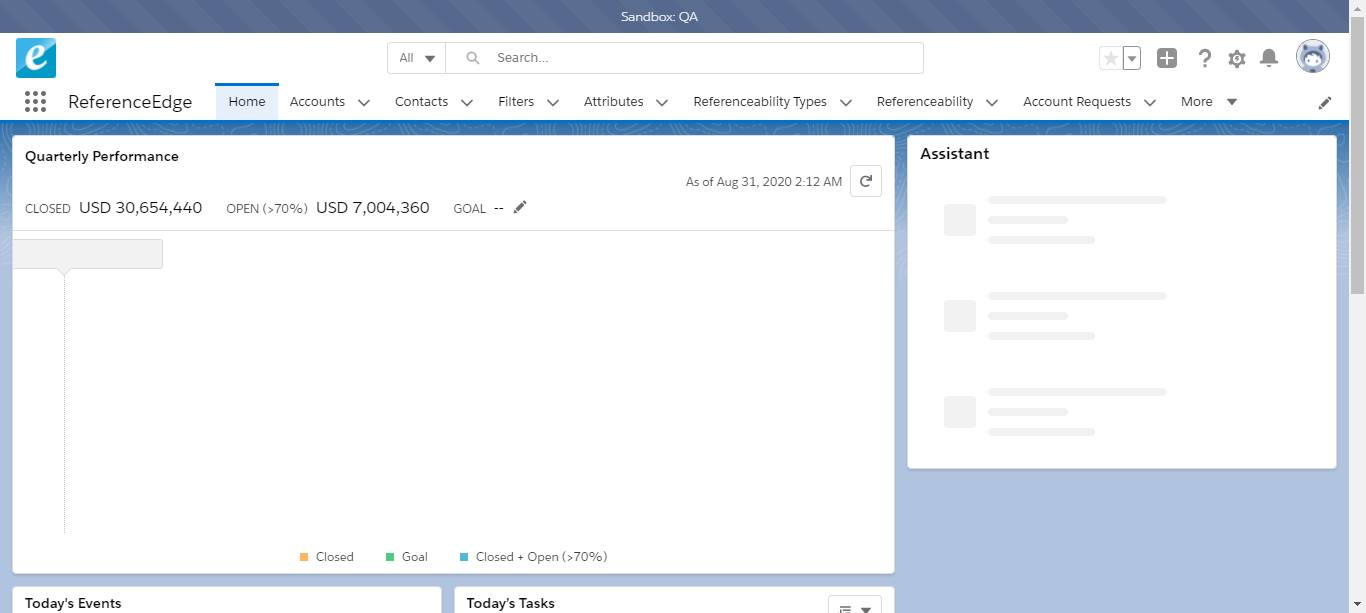 Sandbox: QA
e
All
Search...
ReferenceEdge
Home
Accounts
Contacts
Filters
Attributes
Referenceability Types
Referenceability
Account Requests
More
Quarterly Performance
As of Aug 31, 2020 2:12 AM
CLOSED USD 30,654,440 OPEN (>70%) USD 7,004,360 GOAL --
Closed
Goal
Closed + Open (>70%)
Assistant
Today's Events
Today's Tasks